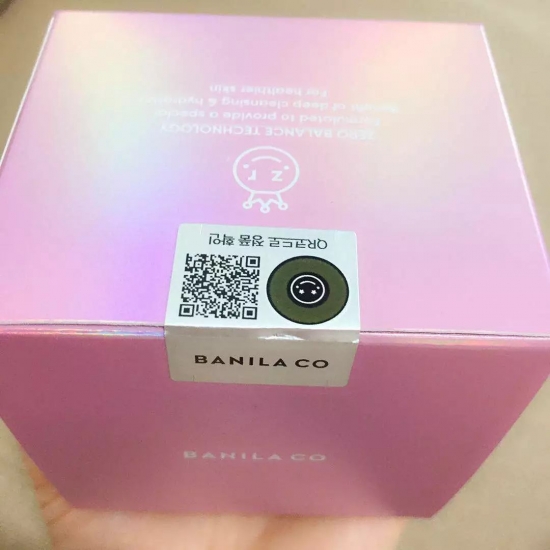 ZERO BALANCE TECHNOLOGY
Formulated to provide a special
of deep cleansing &
For healthier skin
z r
QR코드로 정품 확인
BANILA CO
BANILA CO